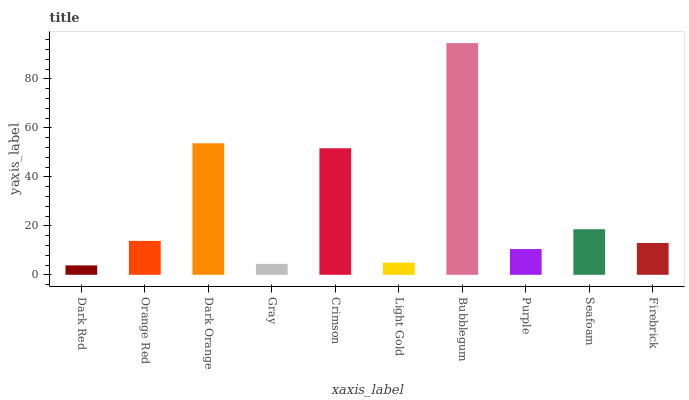 title
yaxis_label
80
60
40
20
0
Dark Red
Orange Red
Dark Orange
Gray
Crimson
Light Gold
Bubblegum
Purple
Seafoam
Firebrick
xaxis_label